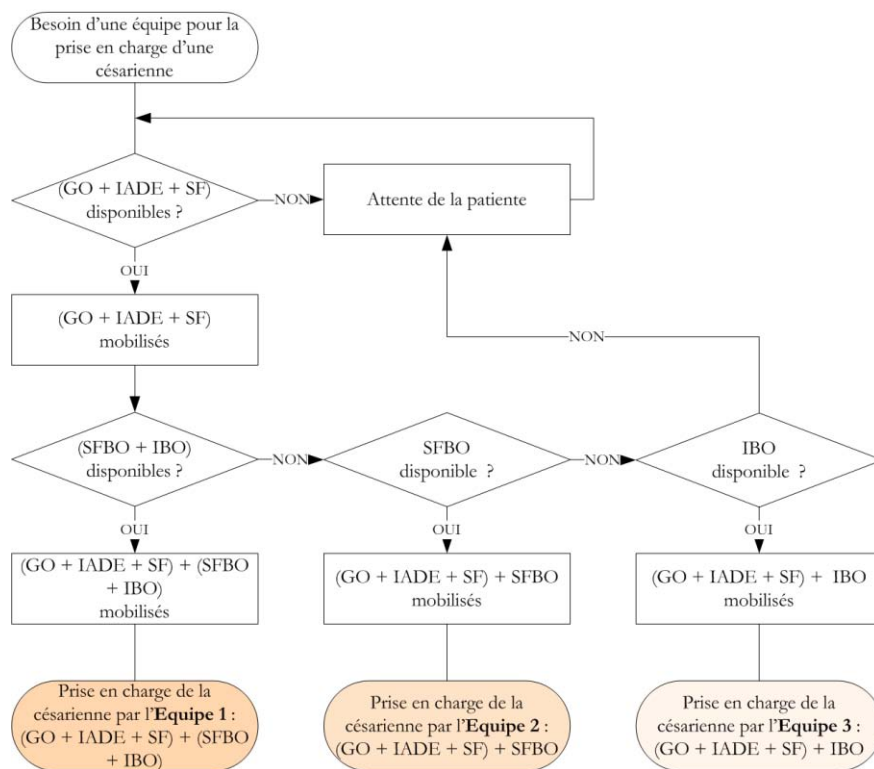 Besoin d'une équipe pour la
prise en charge d'une
césarienne
(GO + IADE + SF)
disponibles ?
NON
Attente de la patiente
OUI
(GO + IADE + SF)
mobilisés
NON
(SFBO + IBO)
disponibles ?
NON
SFBO
disponible ?
NON
IBO
disponible ?
OUI
OUI
OUI
(GO + IADE + SF) + (SFBO
+ IBO)
mobilisés
(GO + IADE + SF) + SFBO
mobilisés
(GO + IADE + SF) + IBO
mobilisés
Prise en charge de la
césarienne par l'Equipe 1 :
(GO + IADE + SF) + (SFBO
+ IBO)
Prise en charge de la
césarienne par l'Equipe 2 :
(GO + IADE + SF) + SFBO
Prise en charge de la
césarienne par l'Equipe 3 :
(GO + IADE + SF) + IBO